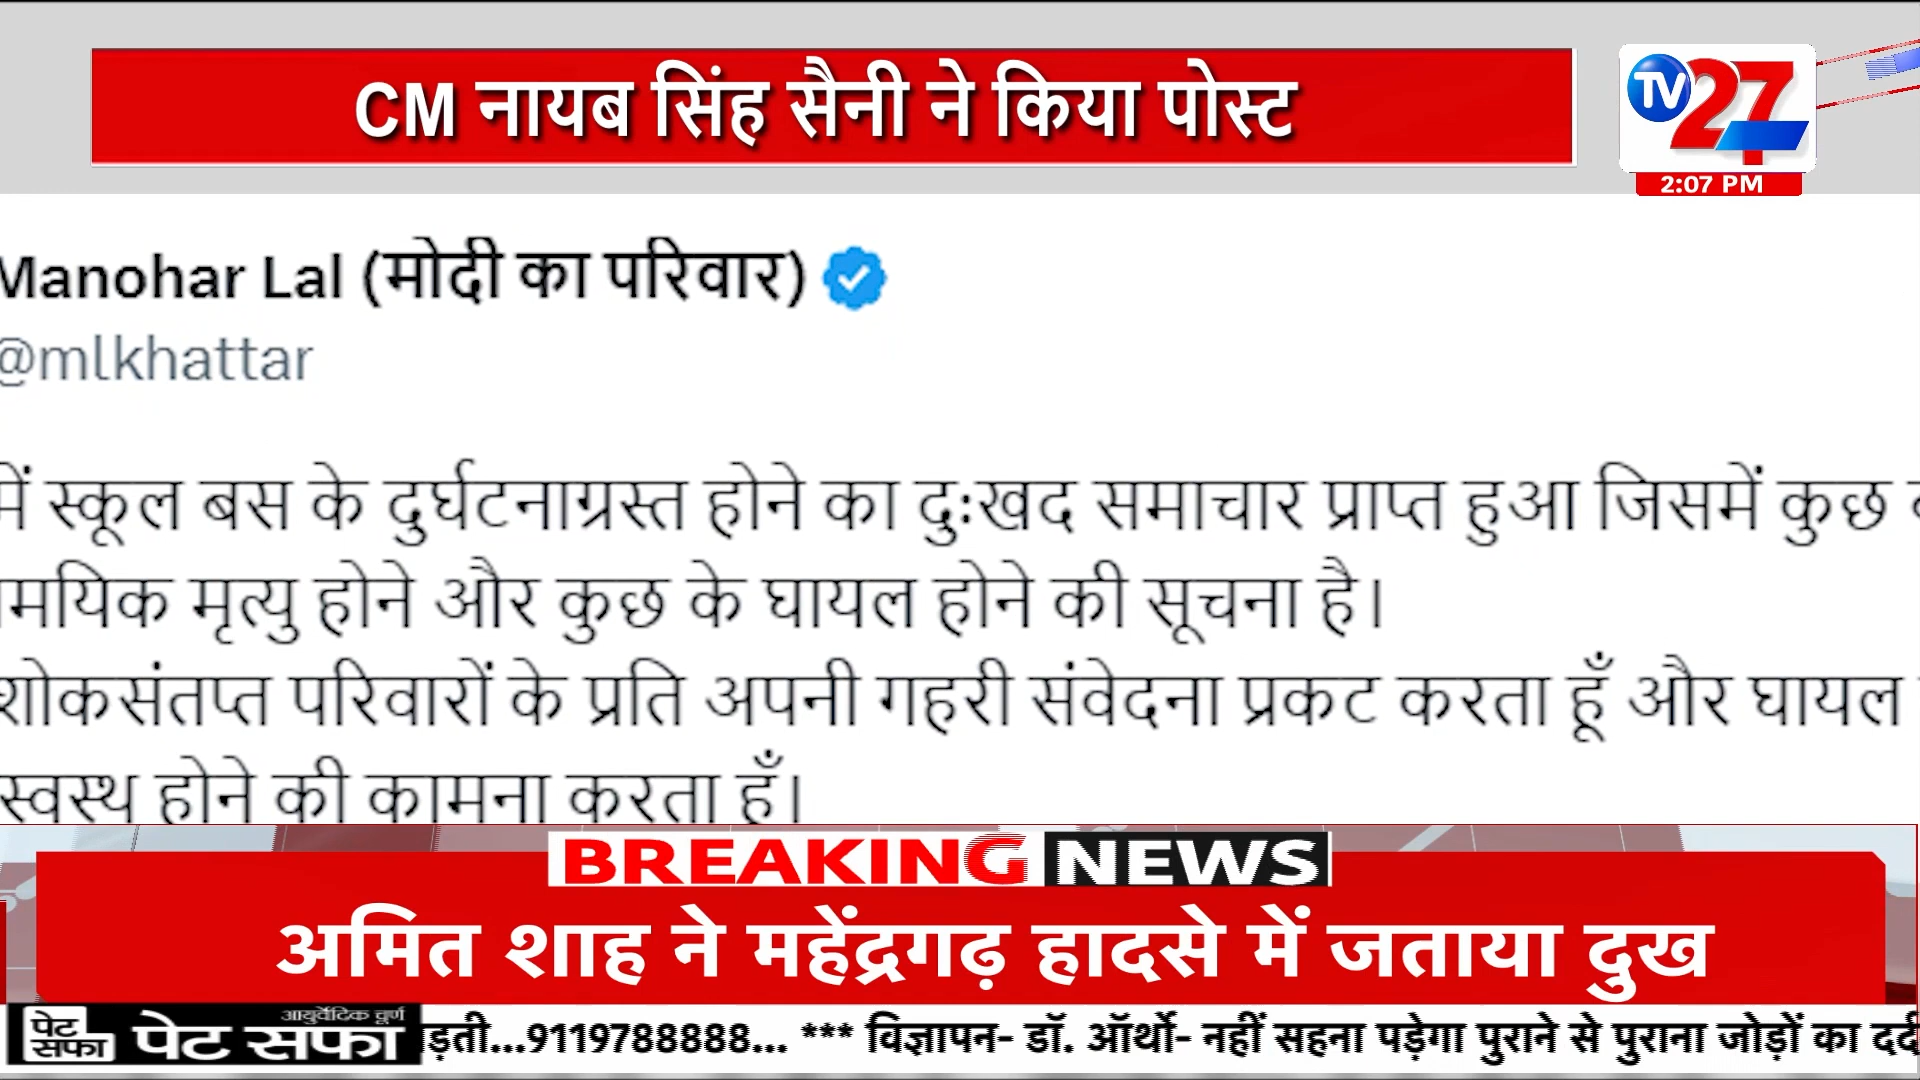 CM नायब सिंह सैनी ने किया पोस्ट
TV27
2:07 PM
Manohar Lal (मोदी का परिवार)
@mlkhattar
में स्कूल बस के दुर्घटनाग्रस्त होने का दुःखद समाचार प्राप्त हुआ जिसमें कुछ
मयिक मृत्यु होने और कुछ के घायल होने की सूचना है।
शोकसंतप्त परिवारों के प्रति अपनी गहरी संवेदना प्रकट करता हूँ और घायल
स्वस्थ होने की कामना करता हूँ।
BREAKING NEWS
अमित शाह ने महेंद्रगढ़ हादसे में जताया दुख
आयुर्वेदिक चूर्ण
पेट सफा पेट सफा ड़ती...9119788888... *** विज्ञापन- डॉ. ऑर्थो- नहीं सहना पड़ेगा पुराने से पुराना जोड़ों का दर्द